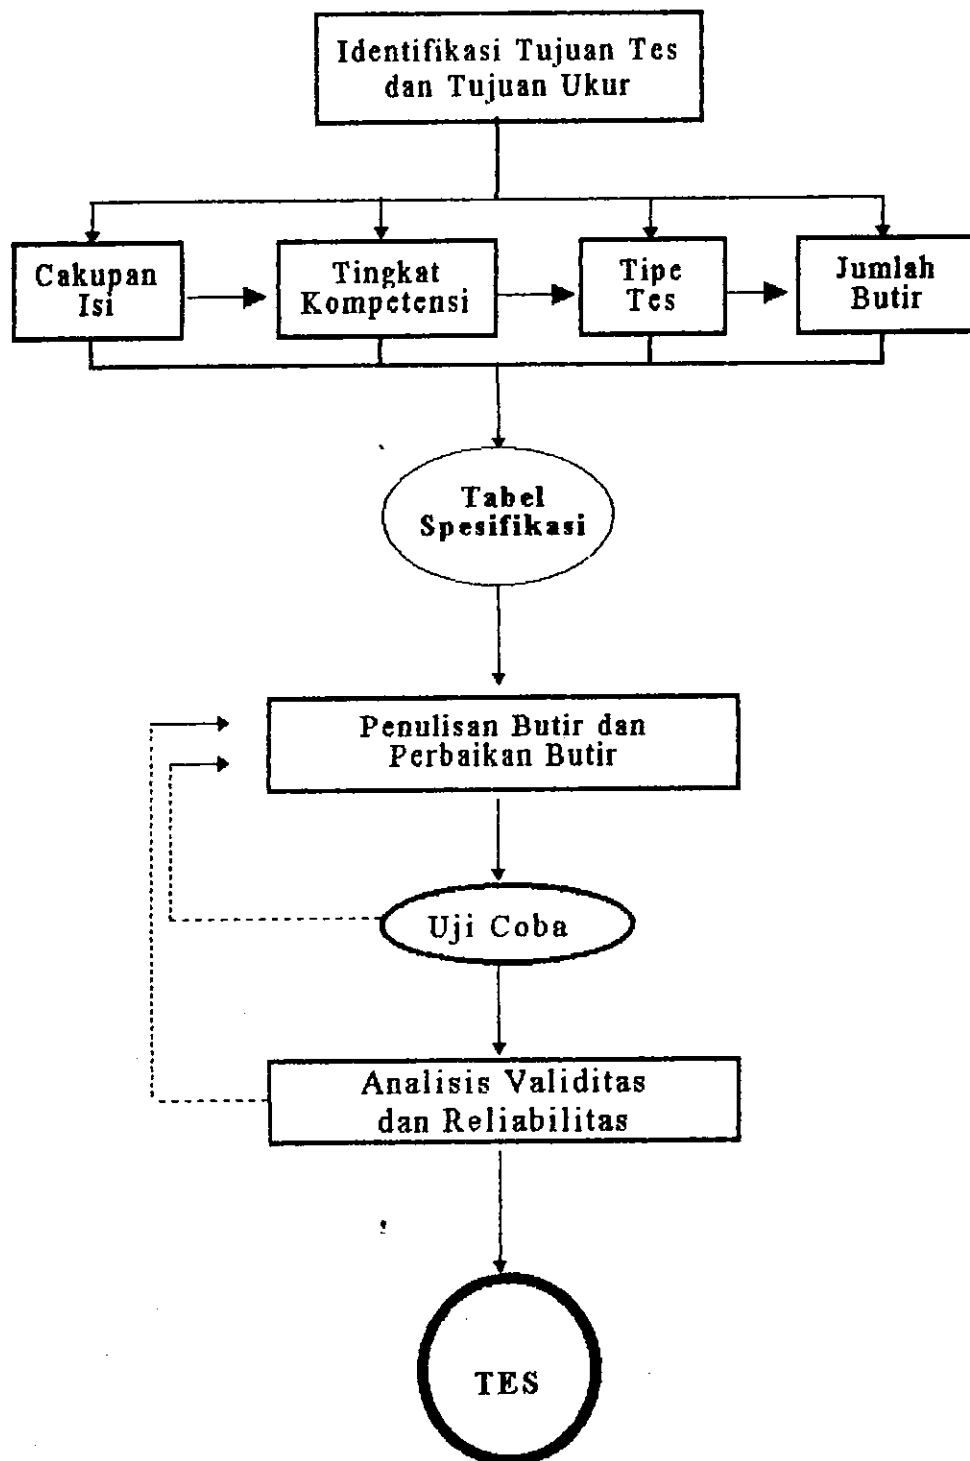 Identifikasi Tujuan Tes
dan Tujuan Ukur
Cakupan
Isi
Tingkat
Kompetensi
Tipe
Tes
Jumlah
Butir
Tabel
Spesifikasi
Penulisan Butir dan
Perbaikan Butir
Uji Coba
Analisis Validitas
dan Reliabilitas
TES